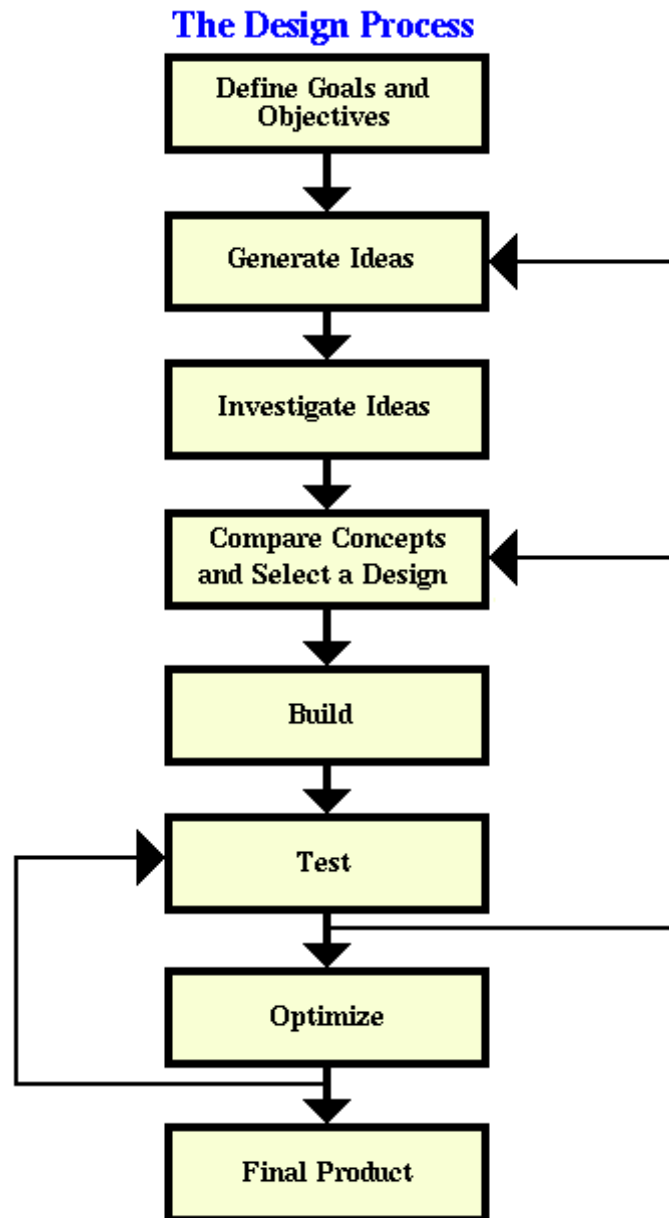 The Design Process
Define Goals and
Objectives
Generate Ideas
Investigate Ideas
Compare Concepts
and Select a Design
Build
Test
Optimize
Final Product